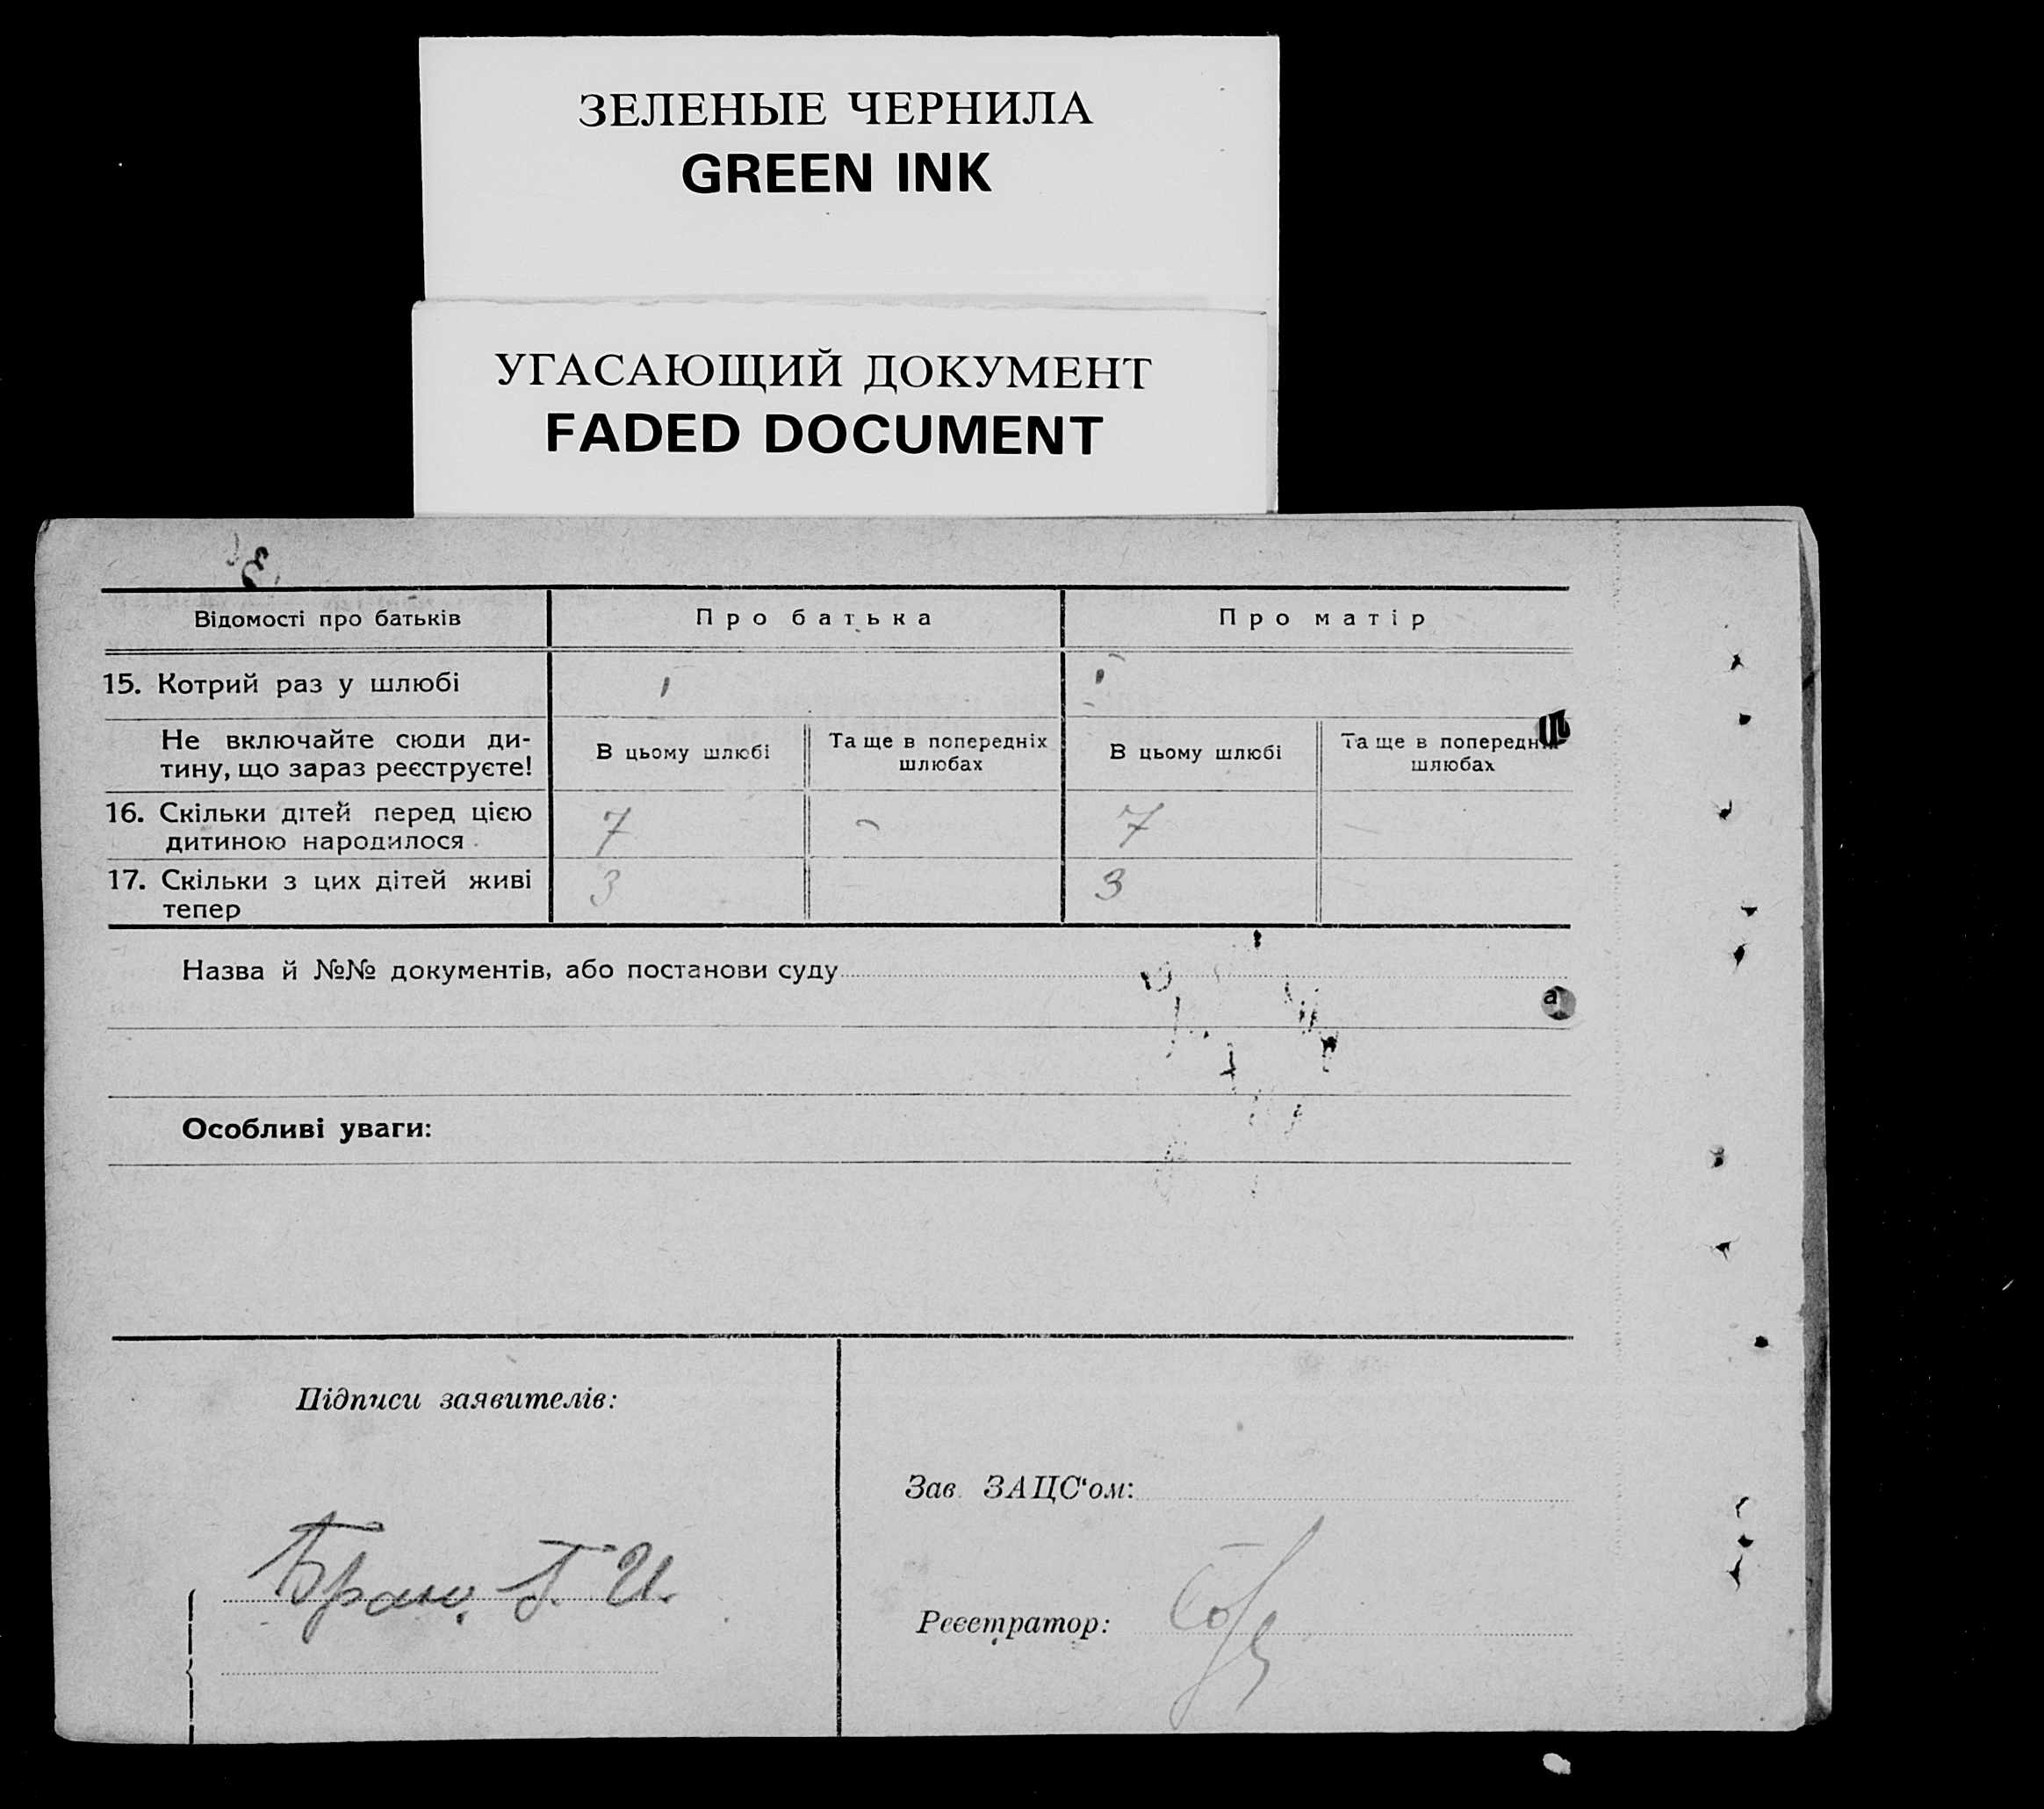 ЗЕЛЕНЫЕ ЧЕРНИЛА
GREEN INK
УГАСАЮЩИЙ ДОКУМЕНТ
FADED DOCUMENT
Відомості про батьків Про батька Про матір
15. Котрий раз у шлюбі 1 1
Не включайте сюди ди-
тину, що зараз реєструєте!
В цьому шлюбі
Та ще в попередніх
шлюбах
В цьому шлюбі
Та ще в попередніх
шлюбах
16. Скільки дітей перед цією
дитиною народилося
7 - 7 -
17. Скільки з цих дітей живі
тепер
3 3
Назва й №№ документів, або постанови суду
Особливі уваги:
Підписи заявителів:
Г. И.
Зав ЗАЦС‘ом:
Реєстратор: